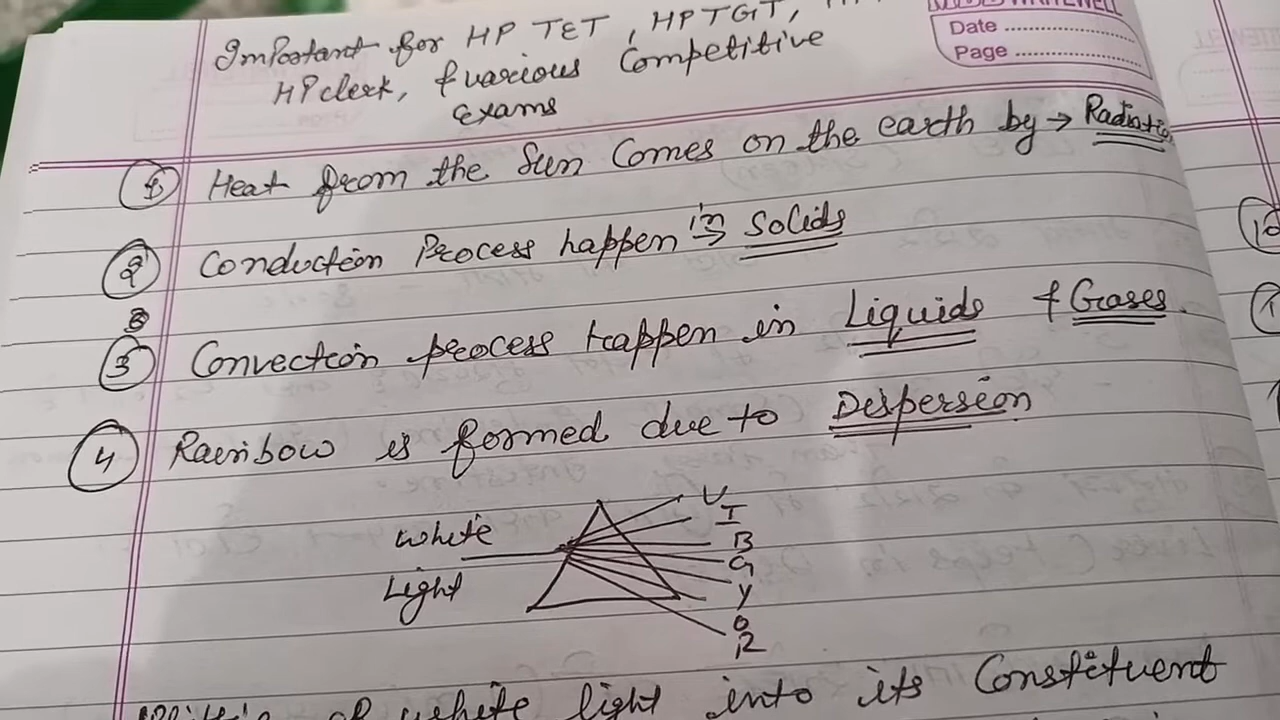 Important for HP TET, HPTGT,
HP clerk, & various Competitive
exams
Date
Page
1 Heat from the Sun Comes on the earth by → Radiation
2 Conduction Process happen in → Solids
3 Convection process happen in Liquids & Gases.
4 Rainbow is formed due to Dispersion
White
Light
V
I
B
G
Y
O
R
of white light into its Constituent